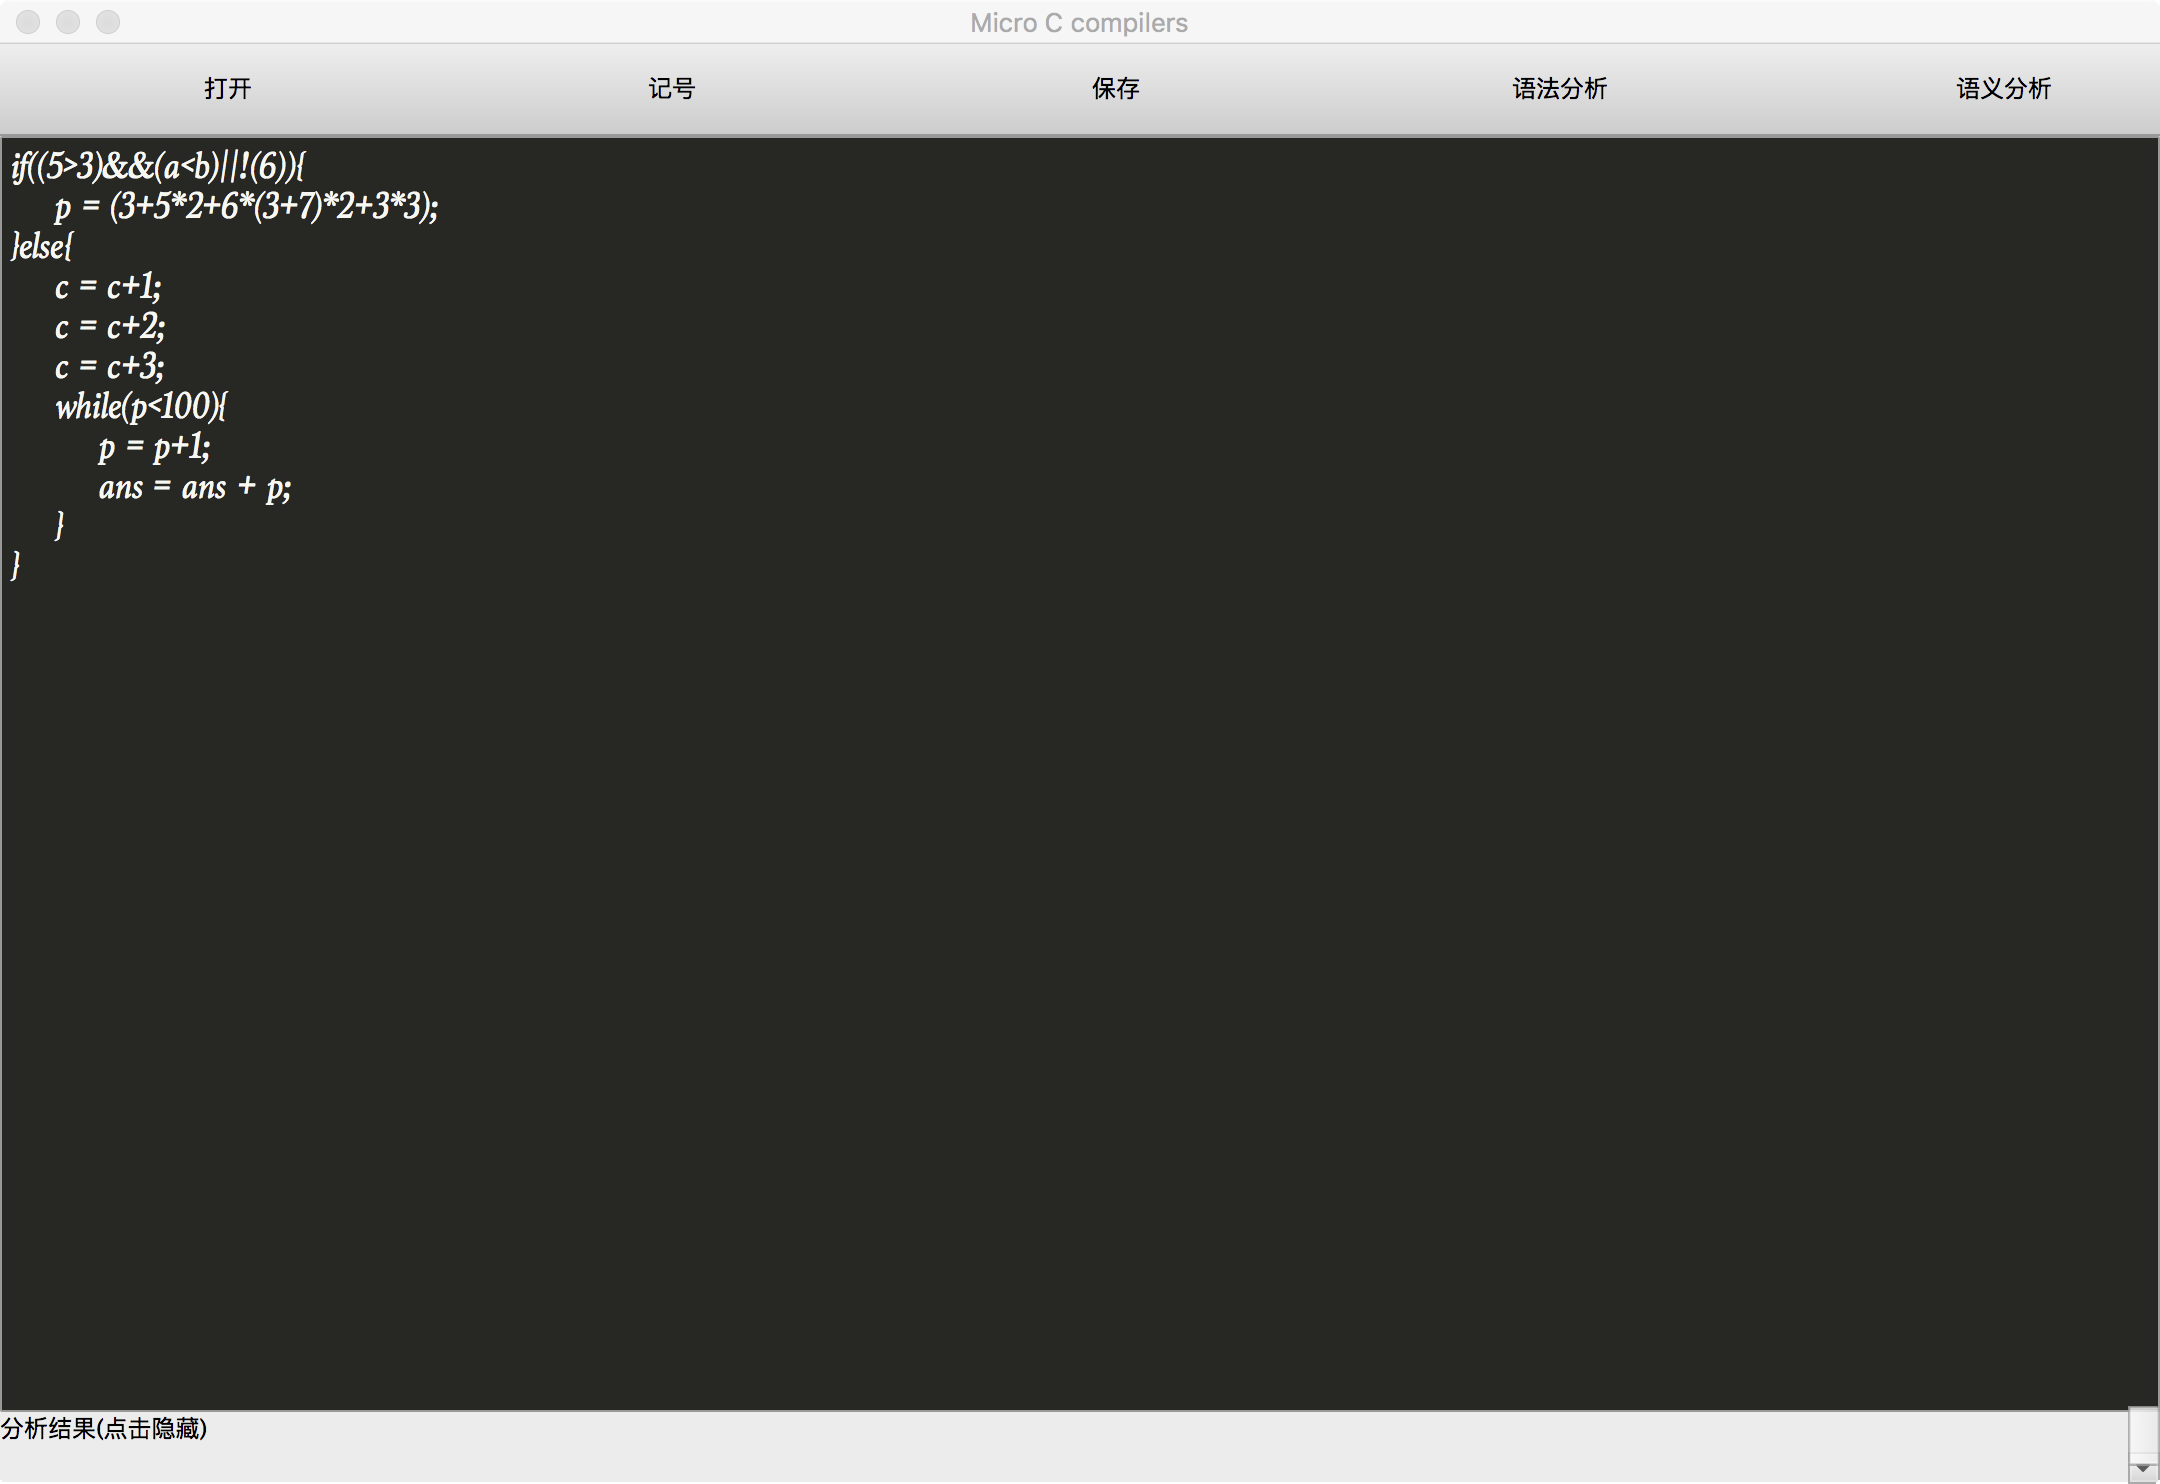 Micro C compilers
打开 记号 保存 语法分析 语义分析
if((5>3)&&(a<b)||!(6)){
p = (3+5*2+6*(3+7)*2+3*3);
}else{
c = c+1;
c = c+2;
c = c+3;
while(p<100){
p = p+1;
ans = ans + p;
}
}
分析结果(点击隐藏)